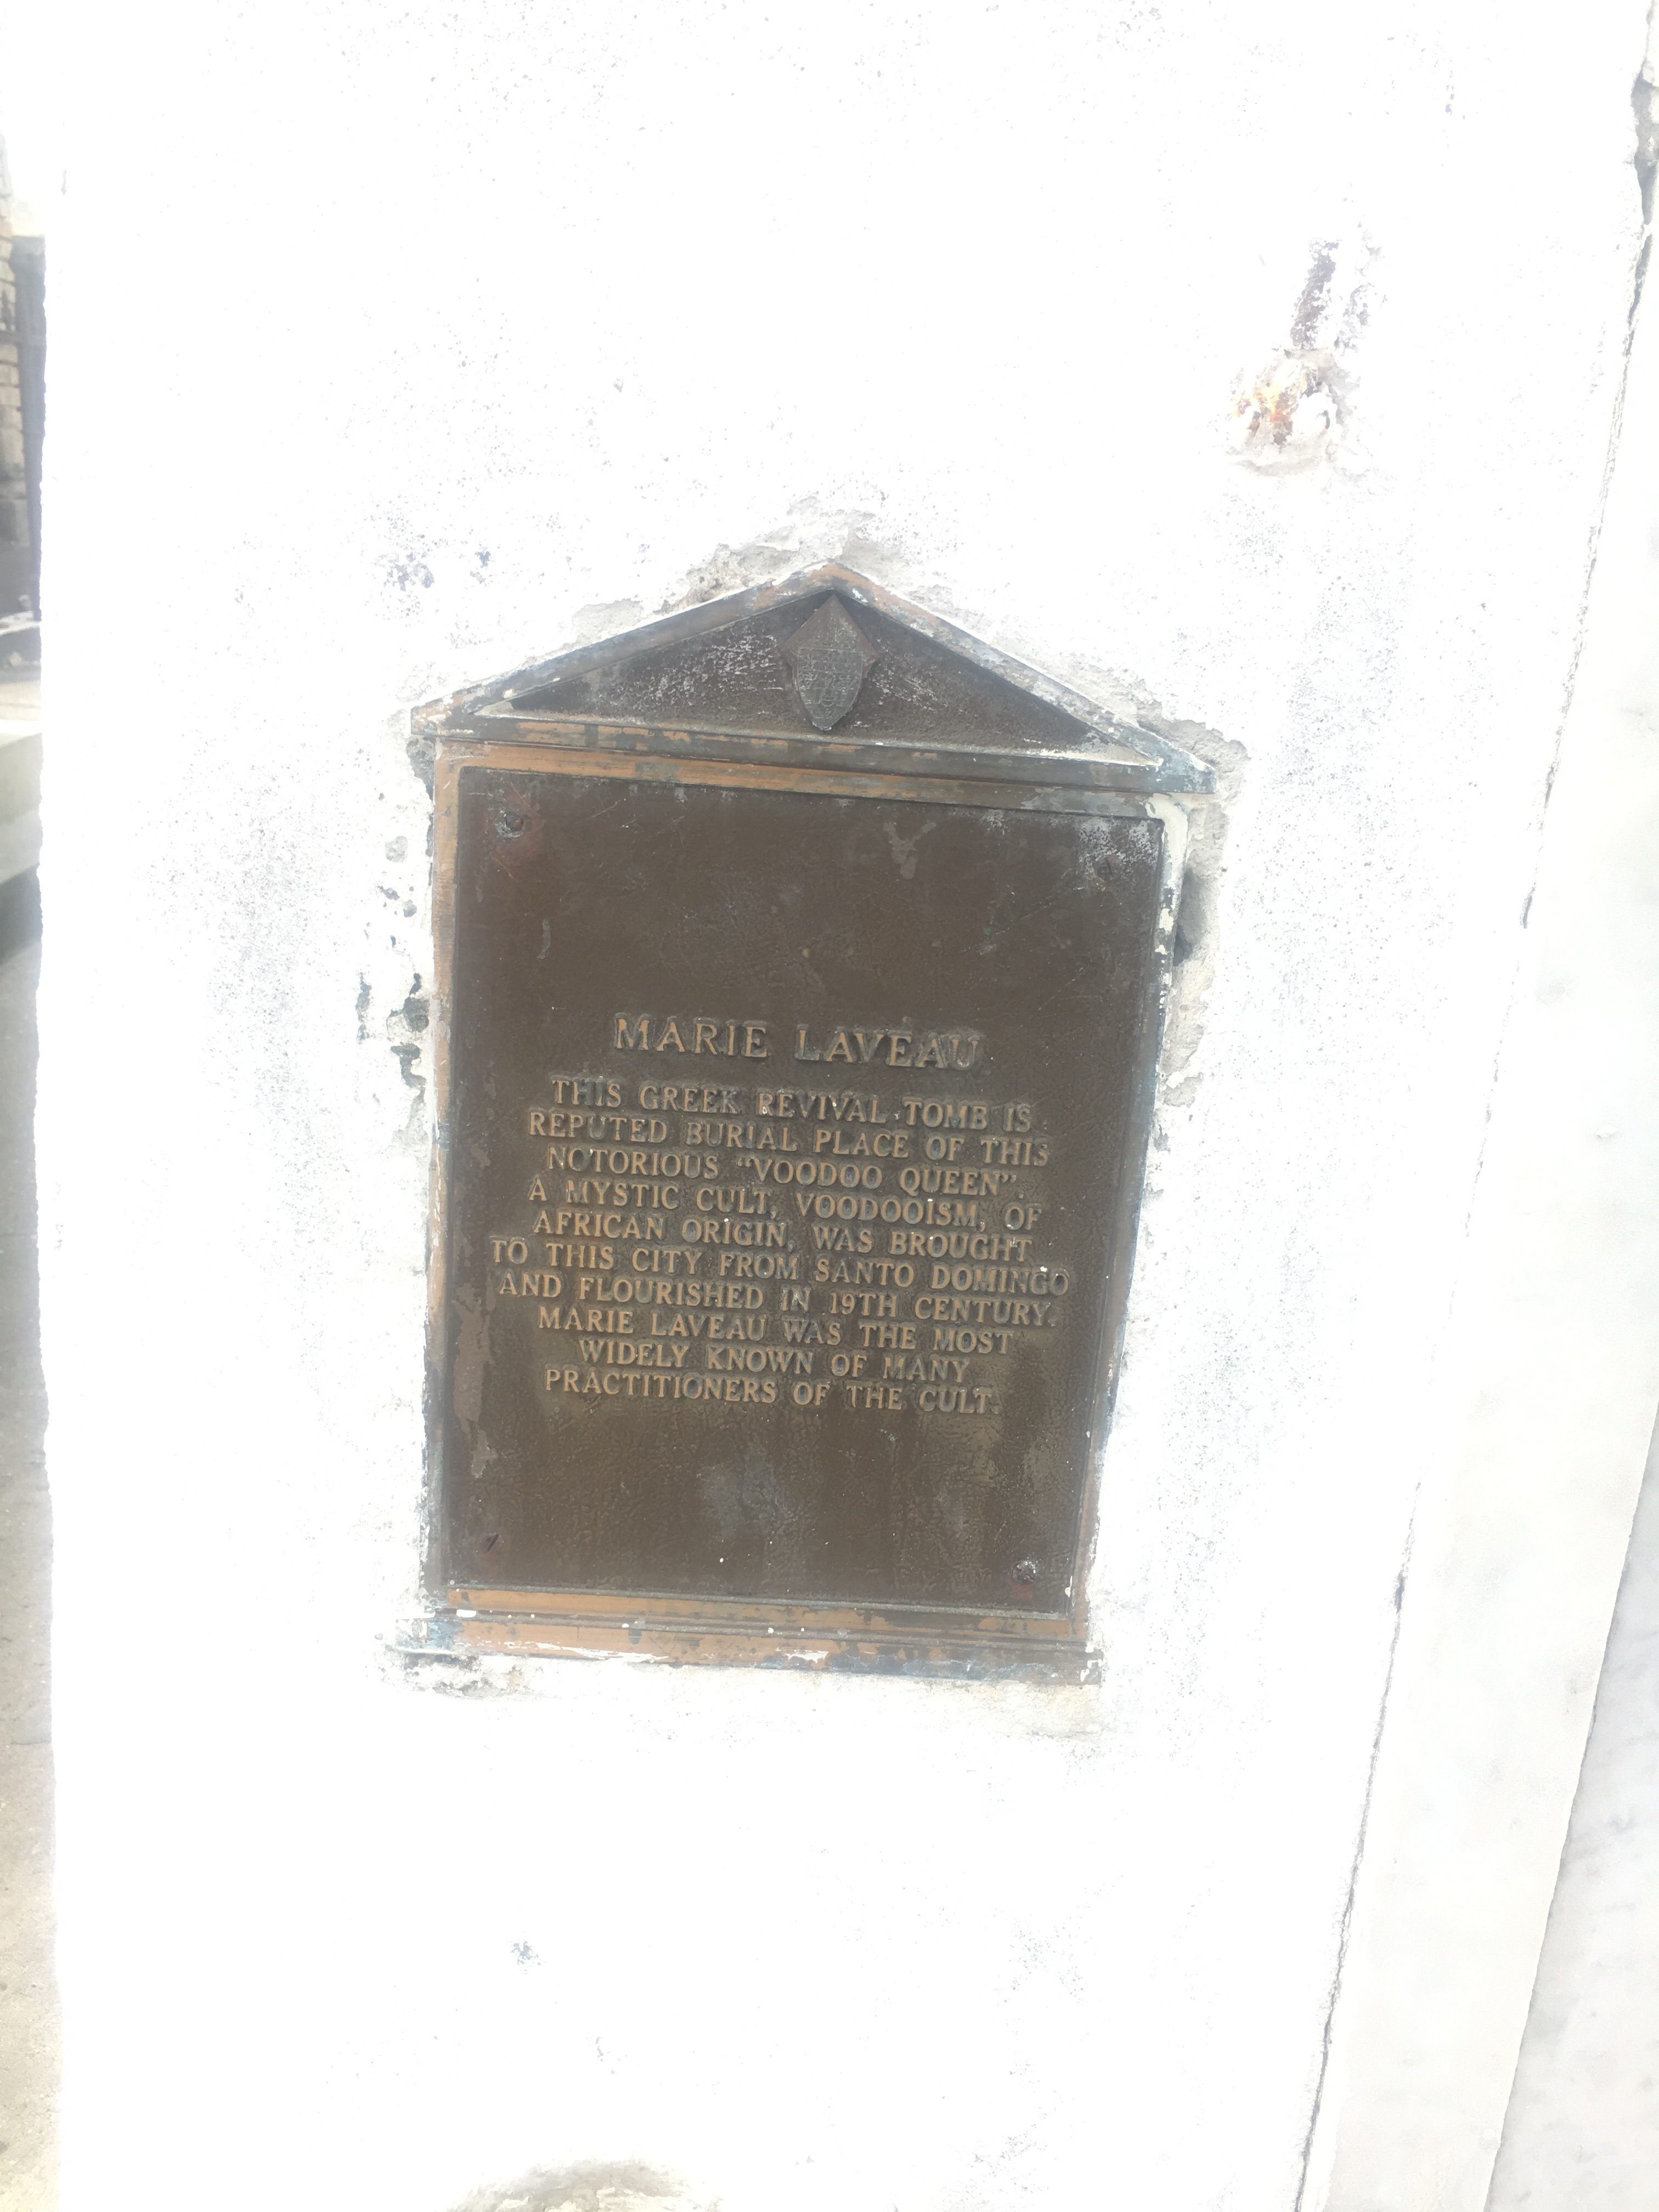 MARIE LAVEAU
THIS GREEK REVIVAL TOMB IS
REPUTED BURIAL PLACE OF THIS
NOTORIOUS "VOODOO QUEEN".
A MYSTIC CULT, VOODOOISM, OF
AFRICAN ORIGIN, WAS BROUGHT
TO THIS CITY FROM SANTO DOMINGO
AND FLOURISHED IN 19TH CENTURY.
MARIE LAVEAU WAS THE MOST
WIDELY KNOWN OF MANY
PRACTITIONERS OF THE CULT.